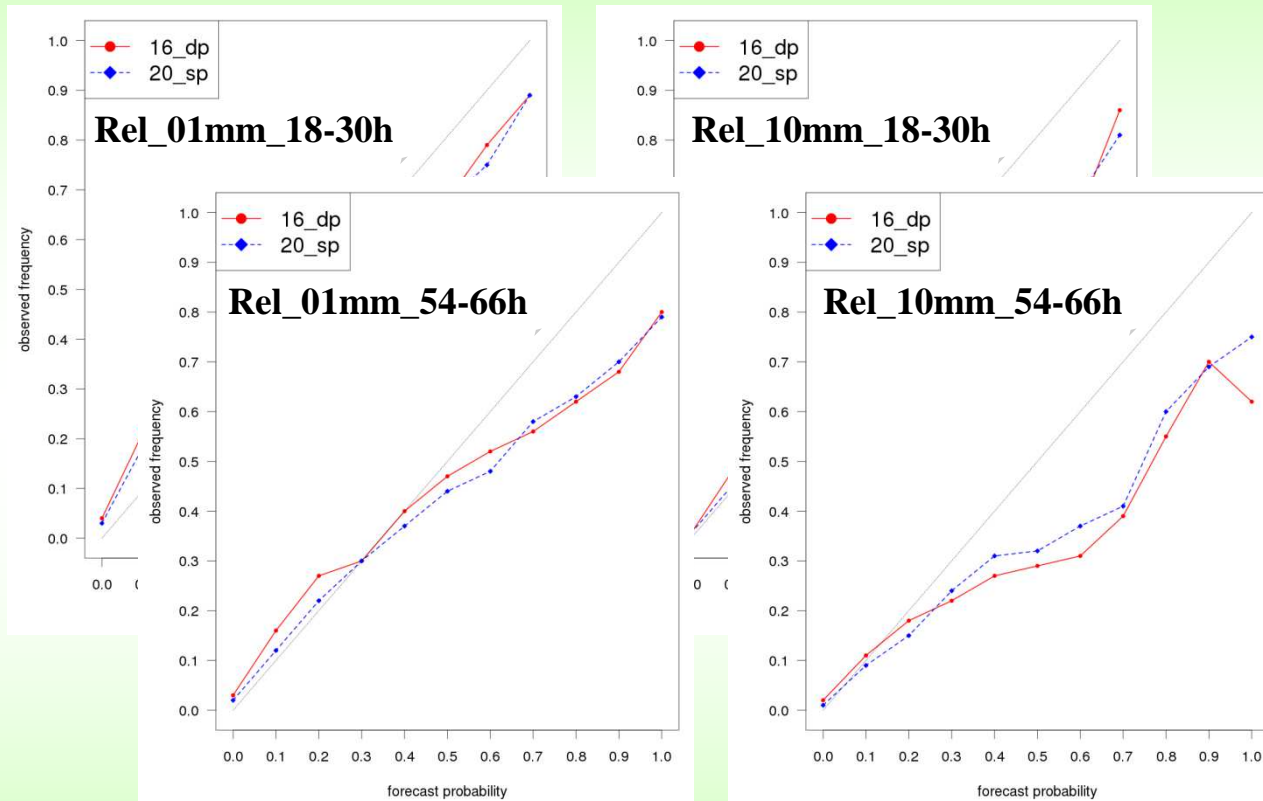 1.0
16_dp
20_sp
0.9
Rel_01mm_18-30h
0.8
0.7
0.6
0.5
0.4
0.3
0.2
0.1
0.0
observed frequency
0.0
1.0
16_dp
20_sp
0.9
Rel_10mm_18-30h
0.8
1.0
16_dp
20_sp
0.9
Rel_01mm_54-66h
0.8
0.7
0.6
0.5
0.4
0.3
0.2
0.1
0.0
observed frequency
0.0 0.1 0.2 0.3 0.4 0.5 0.6 0.7 0.8 0.9 1.0
forecast probability
1.0
16_dp
20_sp
0.9
Rel_10mm_54-66h
0.8
0.7
0.6
0.5
0.4
0.3
0.2
0.1
0.0
observed frequency
0.0 0.1 0.2 0.3 0.4 0.5 0.6 0.7 0.8 0.9 1.0
forecast probability